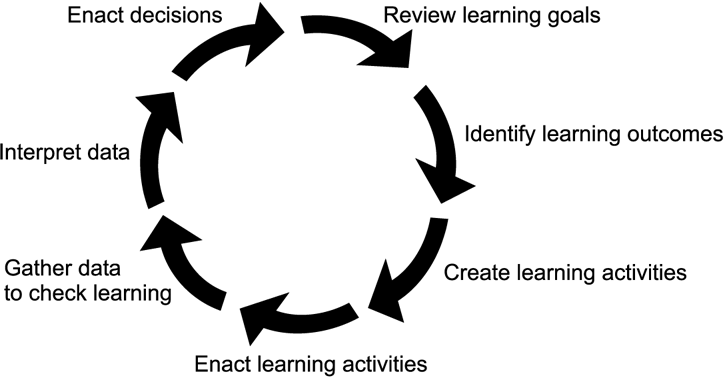 Enact decisions
Review learning goals
Identify learning outcomes
Create learning activities
Enact learning activities
Gather data
to check learning
Interpret data